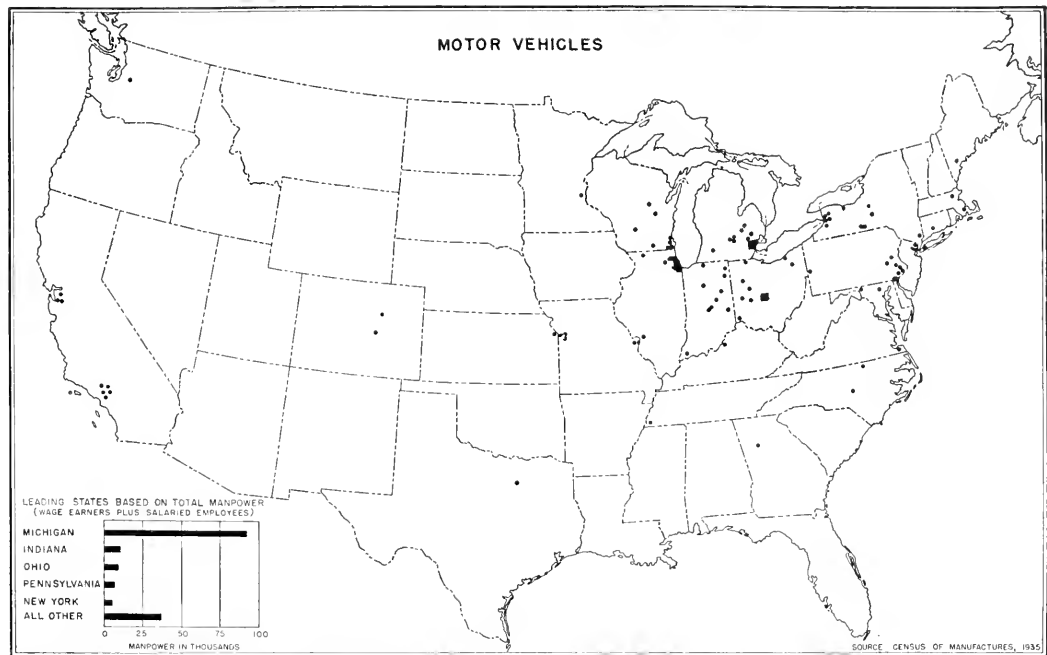 MOTOR VEHICLES
LEADING STATES BASED ON TOTAL MANPOWER
(WAGE EARNERS PLUS SALARIED EMPLOYEES)
MICHIGAN
INDIANA
OHIO
PENNSYLVANIA
NEW YORK
ALL OTHER
0 25 50 75 100
MANPOWER IN THOUSANDS
SOURCE CENSUS OF MANUFACTURES, 1935